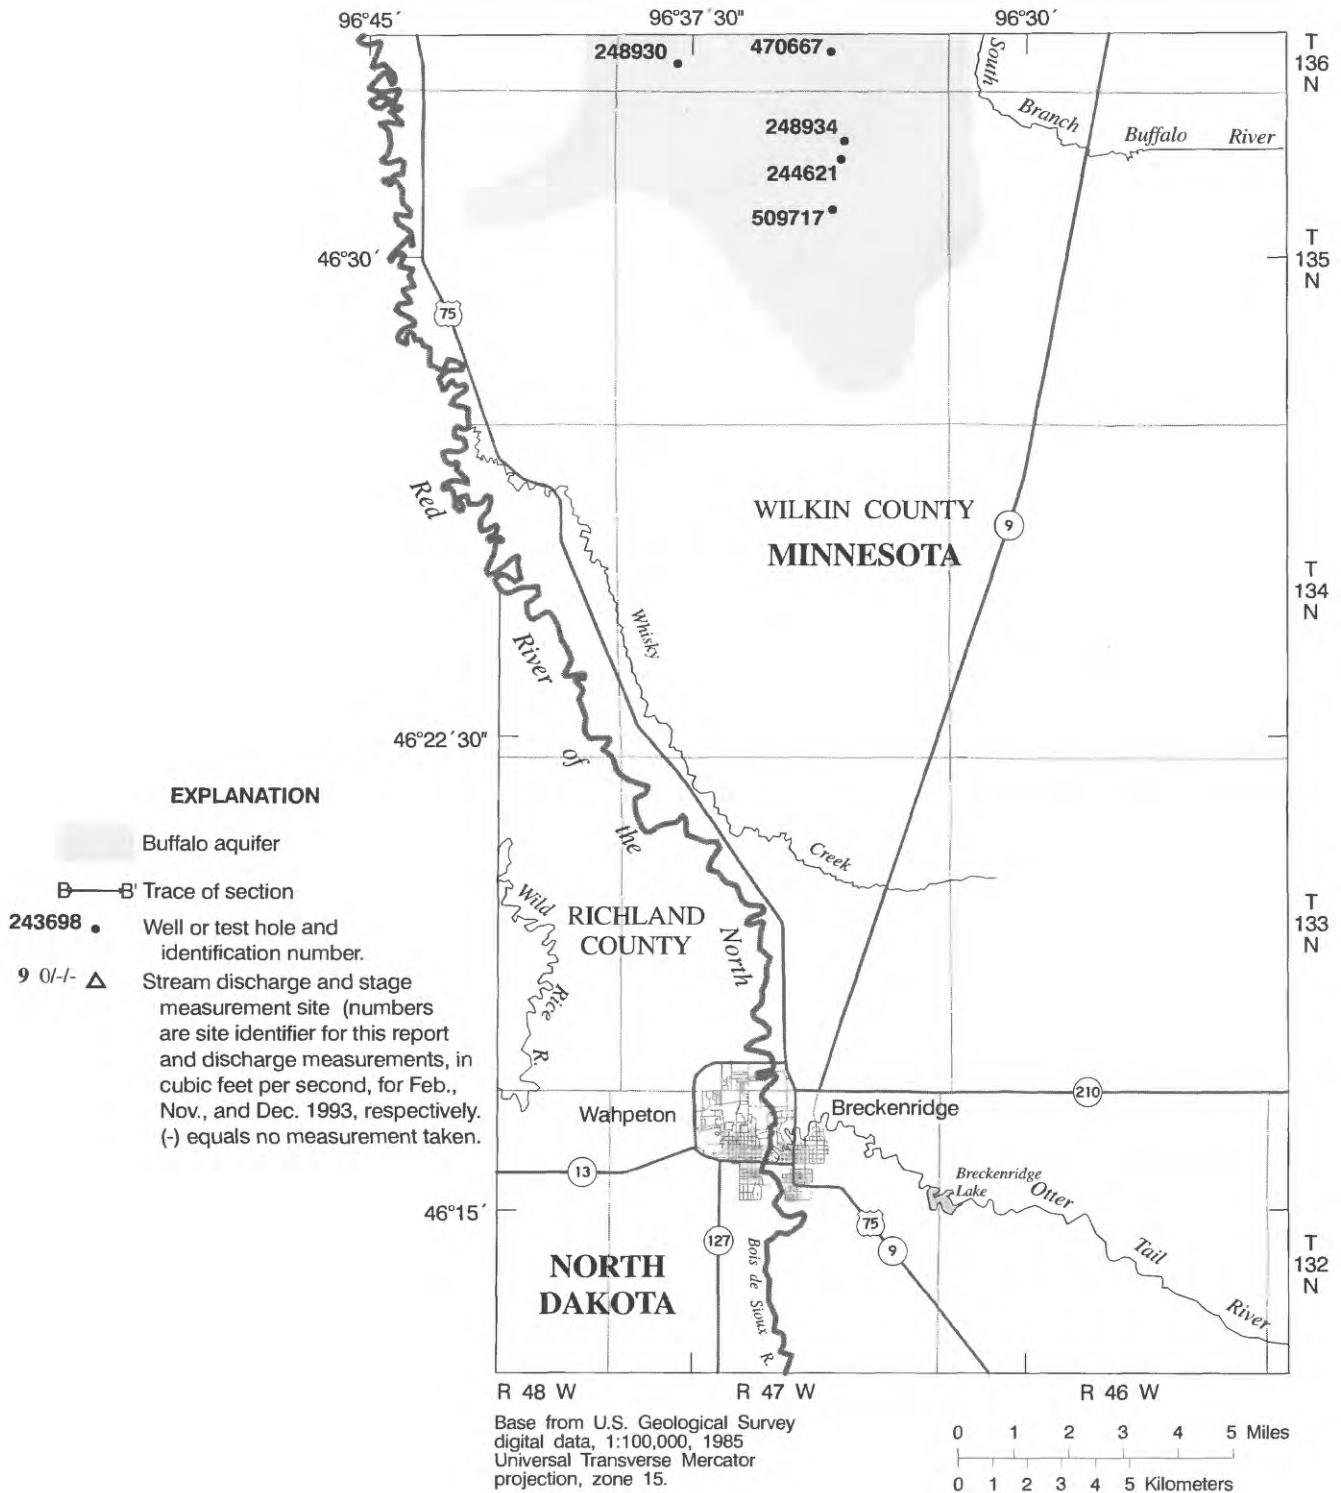 96°45´
96°37´30"
96°30´
248930
470667
T
136
N
South
Branch
Buffalo
River
248934
244621
509717
46°30´
T
135
N
75
Red
River
of
the
North
WILKIN COUNTY
MINNESOTA
9
T
134
N
Whisky
Creek
46°22´30"
EXPLANATION
Buffalo aquifer
B B' Trace of section
243698 Well or test hole and
identification number.
9 0/-/- Stream discharge and stage
measurement site (numbers
are site identifier for this report
and discharge measurements, in
cubic feet per second, for Feb.,
Nov., and Dec. 1993, respectively.
(-) equals no measurement taken.
Wild
Rice
R.
RICHLAND
COUNTY
T
133
N
210
Wahpeton
Breckenridge
13
Breckenridge
Lake
Otter
Tail
River
46°15´
127
75
9
Bois de Sioux R.
NORTH
DAKOTA
T
132
N
R 48 W
R 47 W
R 46 W
Base from U.S. Geological Survey
digital data, 1:100,000, 1985
Universal Transverse Mercator
projection, zone 15.
0 1 2 3 4 5 Miles
0 1 2 3 4 5 Kilometers